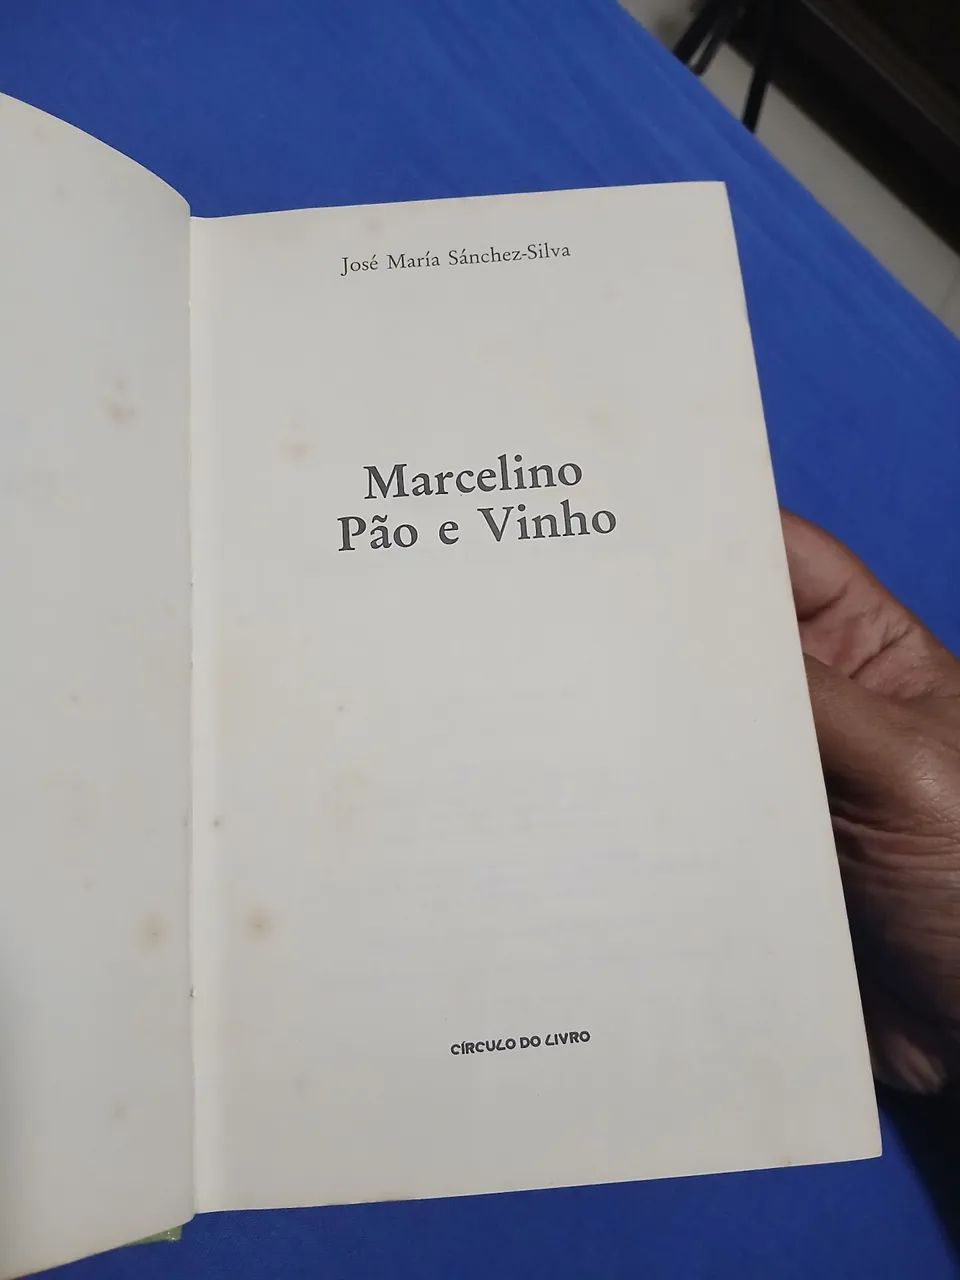 José María Sánchez-Silva
Marcelino
Pão e Vinho
CÍRCULO DO LIVRO